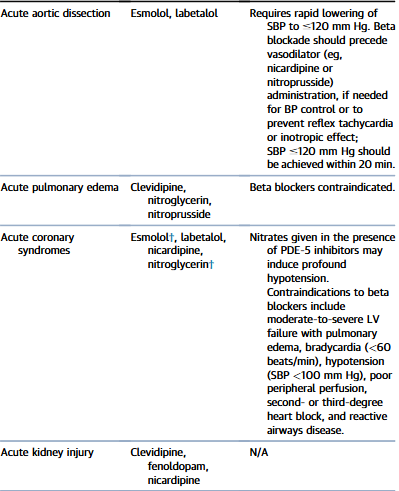 Acute aortic dissection Esmolol, labetalol Requires rapid lowering of
SBP to ≤120 mm Hg. Beta
blockade should precede
vasodilator (eg,
nicardipine or
nitroprusside)
administration, if needed
for BP control or to
prevent reflex tachycardia
or inotropic effect;
SBP ≤120 mm Hg should
be achieved within 20 min.
Acute pulmonary edema Clevidipine, Beta blockers contraindicated.
nitroglycerin,
nitroprusside
Acute coronary Esmolol†, labetalol, Nitrates given in the presence
syndromes nicardipine, of PDE-5 inhibitors may
nitroglycerin† induce profound
hypotension.
Contraindications to beta
blockers include
moderate-to-severe LV
failure with pulmonary
edema, bradycardia (<60
beats/min), hypotension
(SBP <100 mm Hg), poor
peripheral perfusion,
second- or third-degree
heart block, and reactive
airways disease.
Acute kidney injury Clevidipine, N/A
fenoldopam,
nicardipine